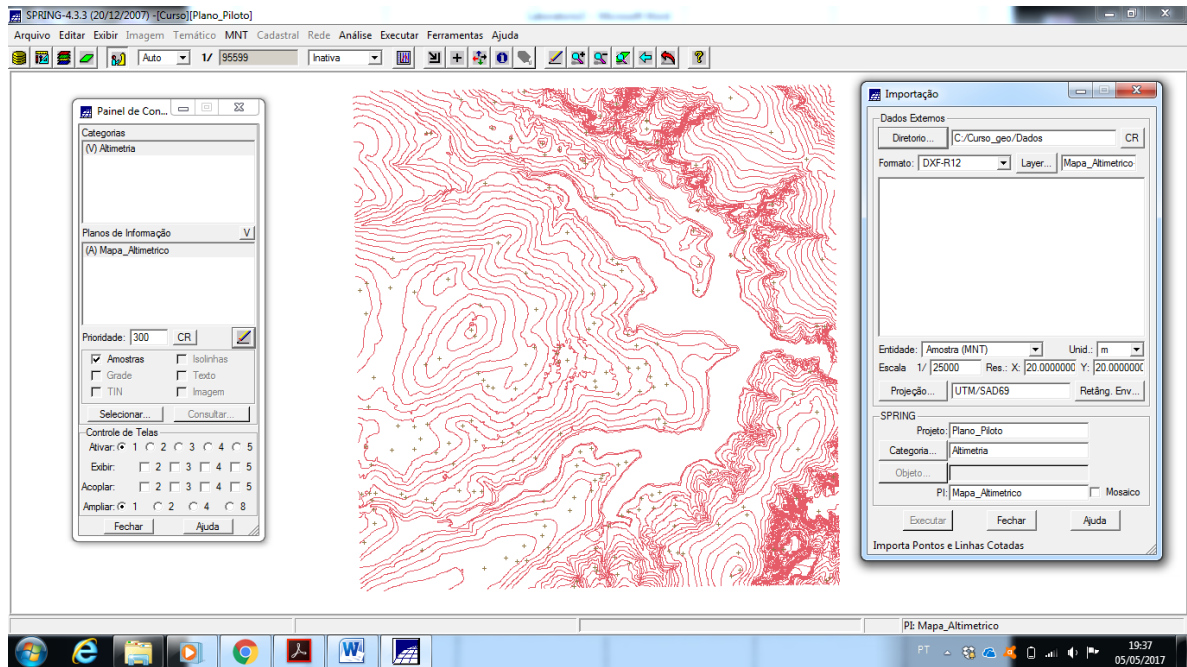 SPRING-4.3.3 (20/12/2007) -[Curso][Plano_Piloto]
Arquivo Editar Exibir Imagem Temático MNT Cadastral Rede Análise Executar Ferramentas Ajuda
Auto 1/ 95599 Inativa
Painel de Con...
Categorias
(V) Altimetria
Planos de Informação V
(A) Mapa_Altimetrico
Prioridade: 300 CR
Amostras Isolinhas
Grade Texto
TIN Imagem
Selecionar... Consultar...
Controle de Telas
Ativar: 1 2 3 4 5
Exibir: 2 3 4 5
Acoplar: 2 3 4 5
Ampliar: 1 2 4 8
Fechar Ajuda
Importação
Dados Externos
Diretorio... C:/Curso_geo/Dados CR
Formato: DXF-R12 Layer... Mapa_Altimetrico
Entidade: Amostra (MNT) Unid.: m
Escala 1/ 25000 Res.: X: 20.0000000 Y: 20.0000000
Projeção... UTM/SAD69 Retâng. Env...
SPRING
Projeto: Plano_Piloto
Categoria... Altimetria
Objeto...
PI: Mapa_Altimetrico Mosaico
Executar Fechar Ajuda
Importa Pontos e Linhas Cotadas
PI: Mapa_Altimetrico
PT 19:37
05/05/2017